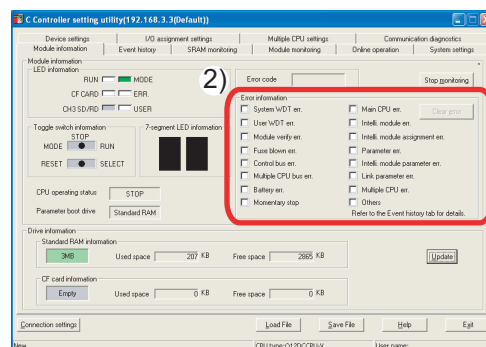 C Controller setting utility(192.168.3.3(Default))
Device settings I/O assignment settings Multiple CPU settings Communication diagnostics
Module information Event history SRAM monitoring Module monitoring Online operation System settings
Module information
LED information
RUN MODE
CF CARD ERR.
CH3 SD/RD USER
2)
Error code
Stop monitoring
Toggle switch information
STOP
MODE RUN
RESET SELECT
7-segment LED information
Error information
System WDT err. Main CPU err. Clear error
User WDT err. Intelli. module err.
Module verify err. Intelli. module assignment err.
Fuse blown err. Parameter err.
Control bus err. Intelli. module parameter err.
Multiple CPU bus err. Link parameter err.
Battery err. Multiple CPU err.
Momentary stop Others
Refer to the Event history tab for details.
CPU operating status STOP
Parameter boot drive Standard RAM
Drive information
Standard RAM information
3MB Used space 207 KB Free space 2865 KB
Update
CF card information
Empty Used space 0 KB Free space 0 KB
Connection settings Load File Save File Help Exit
New CPU type:Q12DCCPU-V User name: